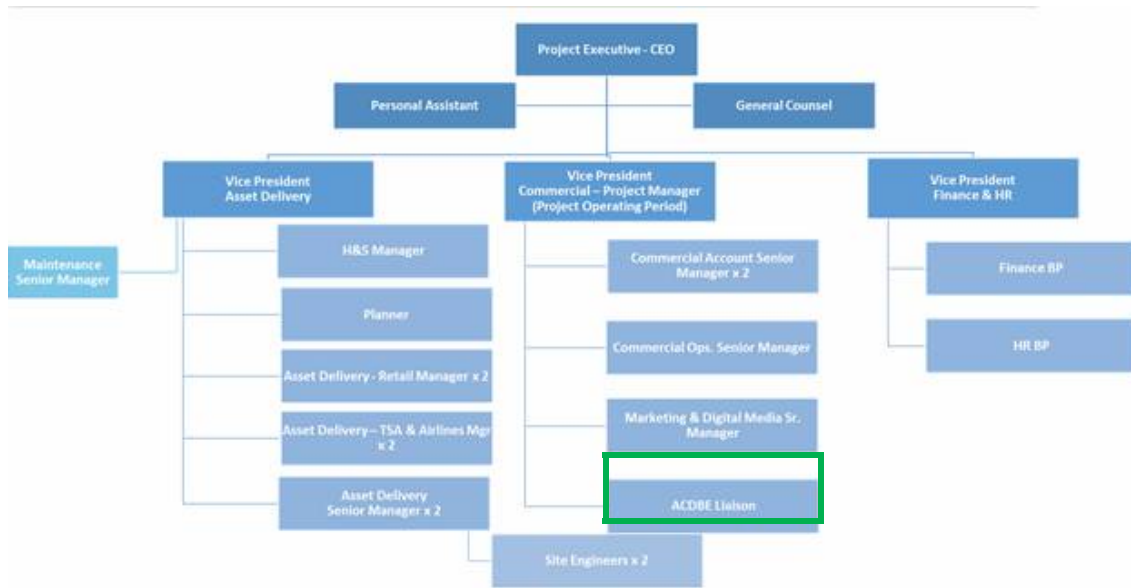 Project Executive - CEO
Personal Assistant
General Counsel
Vice President
Asset Delivery
Vice President
Commercial – Project Manager
(Project Operating Period)
Vice President
Finance & HR
Maintenance
Senior Manager
H&S Manager
Planner
Asset Delivery - Retail Manager x 2
Asset Delivery – TSA & Airlines Mgr
x 2
Asset Delivery
Senior Manager x 2
Site Engineers x 2
Commercial Account Senior
Manager x 2
Commercial Ops. Senior Manager
Marketing & Digital Media Sr.
Manager
ACDBE Liaison
Finance BP
HR BP